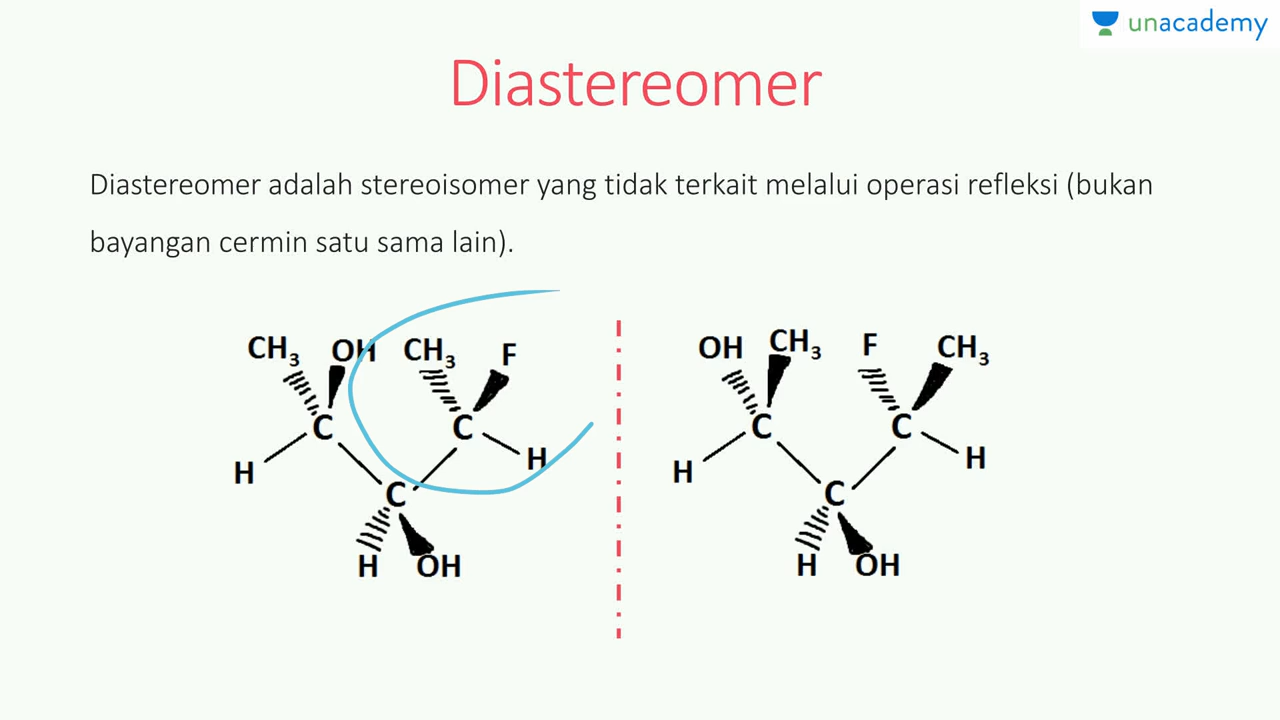 unacademy
Diastereomer
Diastereomer adalah stereoisomer yang tidak terkait melalui operasi refleksi (bukan
bayangan cermin satu sama lain).
CH₃ OH CH₃ F
C C
H H
C
H OH
OH CH₃ F CH₃
C C
H H
C
H OH